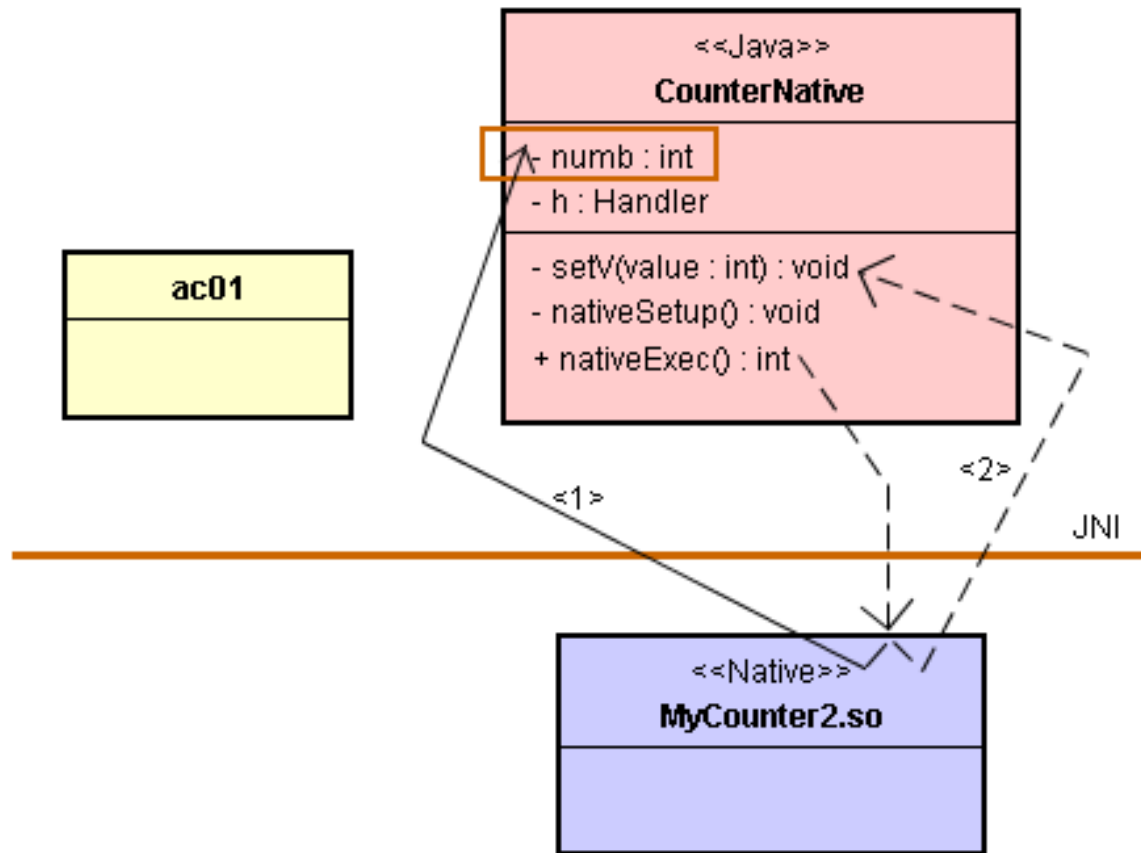 <<Java>>
CounterNative
- numb : int
- h : Handler
ac01
- setV(value : int) : void
- nativeSetup() : void
+ nativeExec() : int
<2>
<1>
JNI
<<Native>>
MyCounter2.so